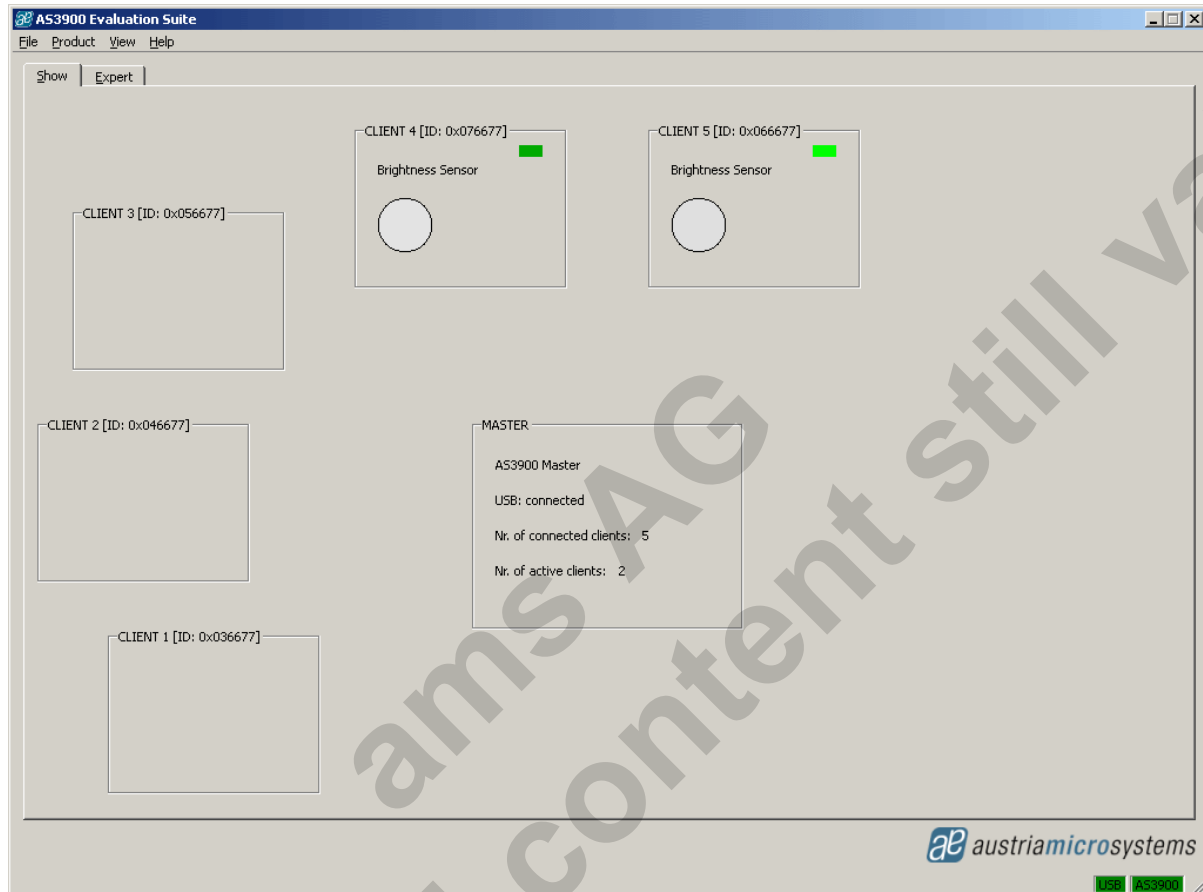 AS3900 Evaluation Suite
File Product View Help
Show Expert
CLIENT 4 [ID: 0x076677]
Brightness Sensor
CLIENT 5 [ID: 0x066677]
Brightness Sensor
CLIENT 3 [ID: 0x056677]
CLIENT 2 [ID: 0x046677]
MASTER
AS3900 Master
USB: connected
Nr. of connected clients: 5
Nr. of active clients: 2
CLIENT 1 [ID: 0x036677]
ams AG
content still va
austriamicrosystems
USB AS3900